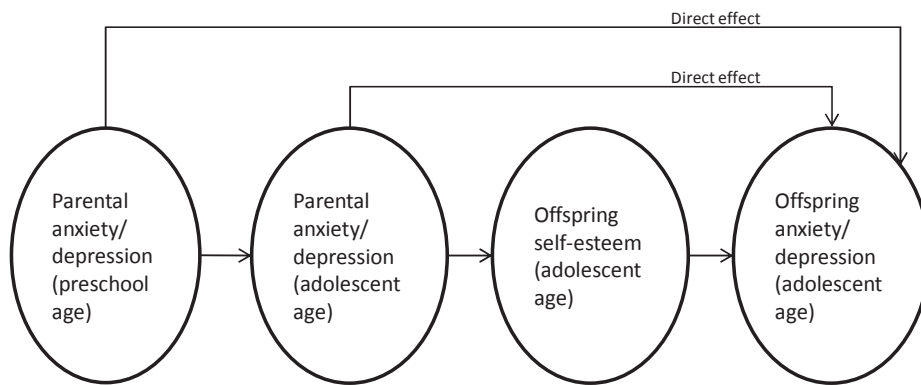 Direct effect
Direct effect
Parental
anxiety/
depression
(preschool
age)
Parental
anxiety/
depression
(adolescent
age)
Offspring
self-esteem
(adolescent
age)
Offspring
anxiety/
depression
(adolescent
age)